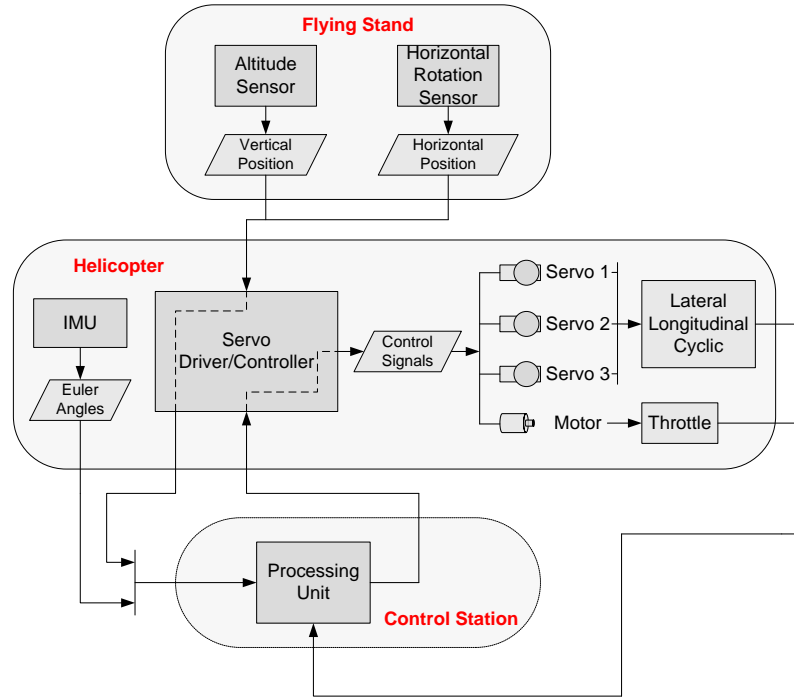 Flying Stand
Altitude
Sensor
Horizontal
Rotation
Sensor
Vertical
Position
Horizontal
Position
Helicopter
IMU
Euler
Angles
Servo
Driver/Controller
Control
Signals
Servo 1
Servo 2
Servo 3
Motor
Lateral
Longitudinal
Cyclic
Throttle
Processing
Unit
Control Station